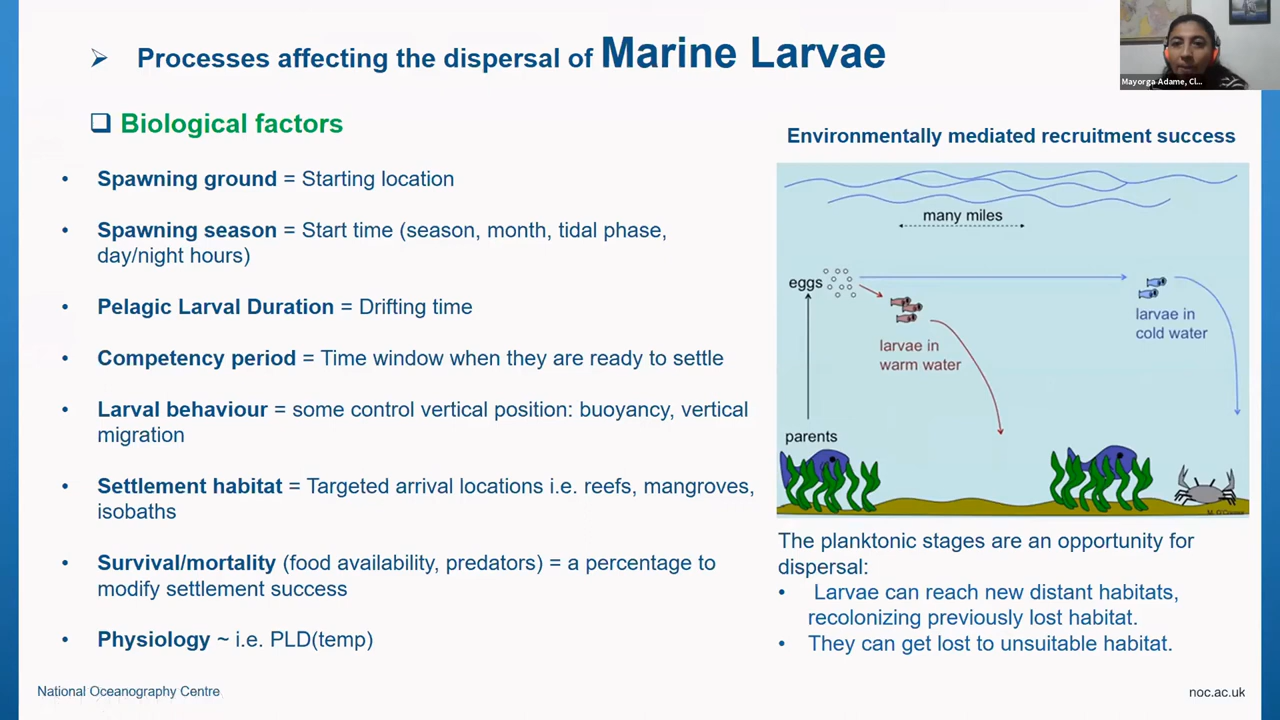 Processes affecting the dispersal of Marine Larvae
Mayorga Adame, Cl...
Biological factors
• Spawning ground = Starting location
• Spawning season = Start time (season, month, tidal phase,
day/night hours)
• Pelagic Larval Duration = Drifting time
• Competency period = Time window when they are ready to settle
• Larval behaviour = some control vertical position: buoyancy, vertical
migration
• Settlement habitat = Targeted arrival locations i.e. reefs, mangroves,
isobaths
• Survival/mortality (food availability, predators) = a percentage to
modify settlement success
• Physiology ~ i.e. PLD(temp)
Environmentally mediated recruitment success
many miles
eggs
larvae in
cold water
larvae in
warm water
parents
M. O'Connor
The planktonic stages are an opportunity for
dispersal:
• Larvae can reach new distant habitats,
recolonizing previously lost habitat.
• They can get lost to unsuitable habitat.
National Oceanography Centre
noc.ac.uk